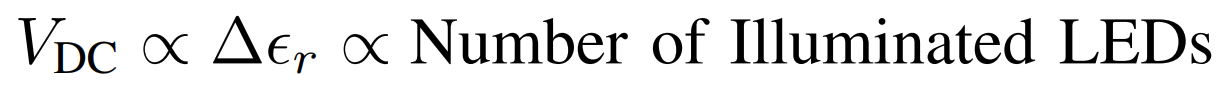 V_DC ∝ Δϵ_r ∝ Number of Illuminated LEDs